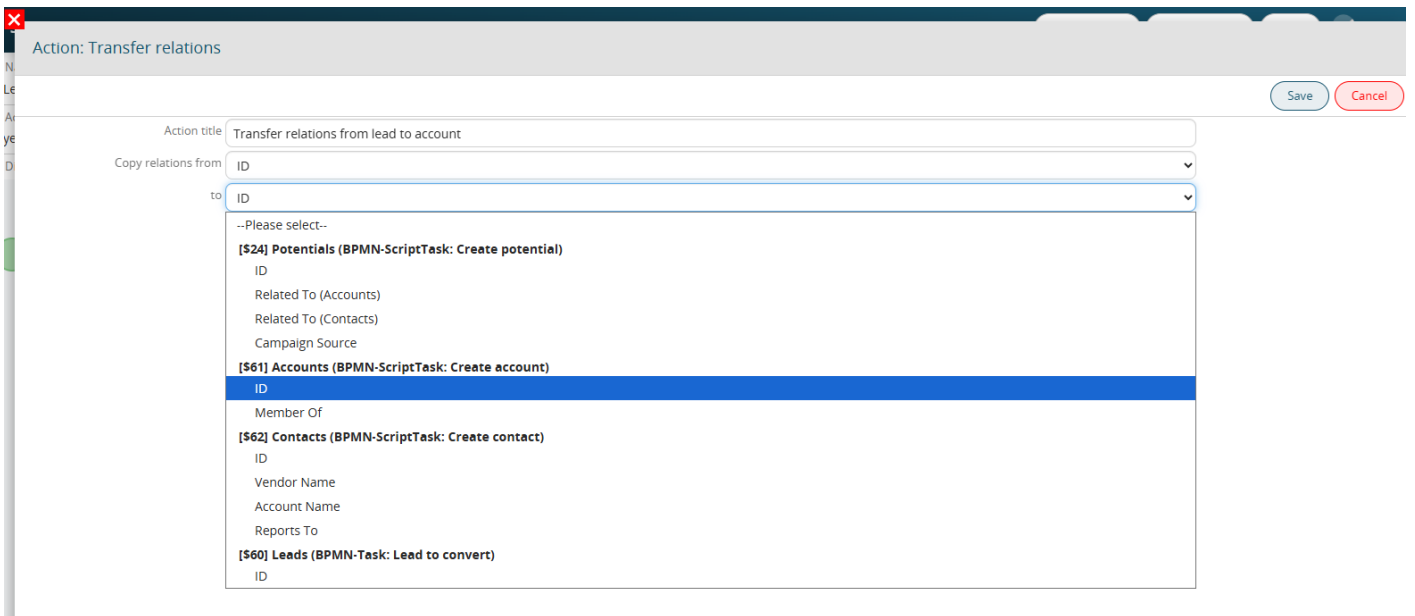 Action: Transfer relations
Save
Cancel
Action title
Transfer relations from lead to account
Copy relations from
ID
to
ID
--Please select--
[$24] Potentials (BPMN-ScriptTask: Create potential)
ID
Related To (Accounts)
Related To (Contacts)
Campaign Source
[$61] Accounts (BPMN-ScriptTask: Create account)
ID
Member Of
[$62] Contacts (BPMN-ScriptTask: Create contact)
ID
Vendor Name
Account Name
Reports To
[$60] Leads (BPMN-Task: Lead to convert)
ID